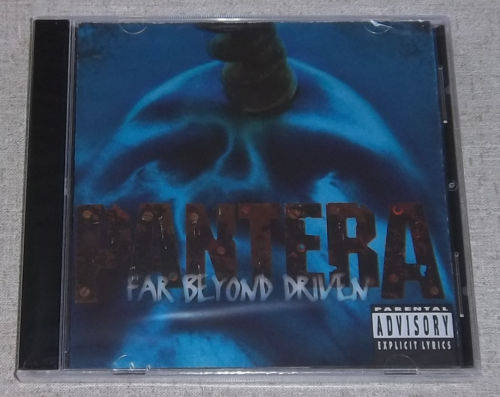 PANTERA
FAR BEYOND DRIVEN
PARENTAL
ADVISORY
EXPLICIT LYRICS